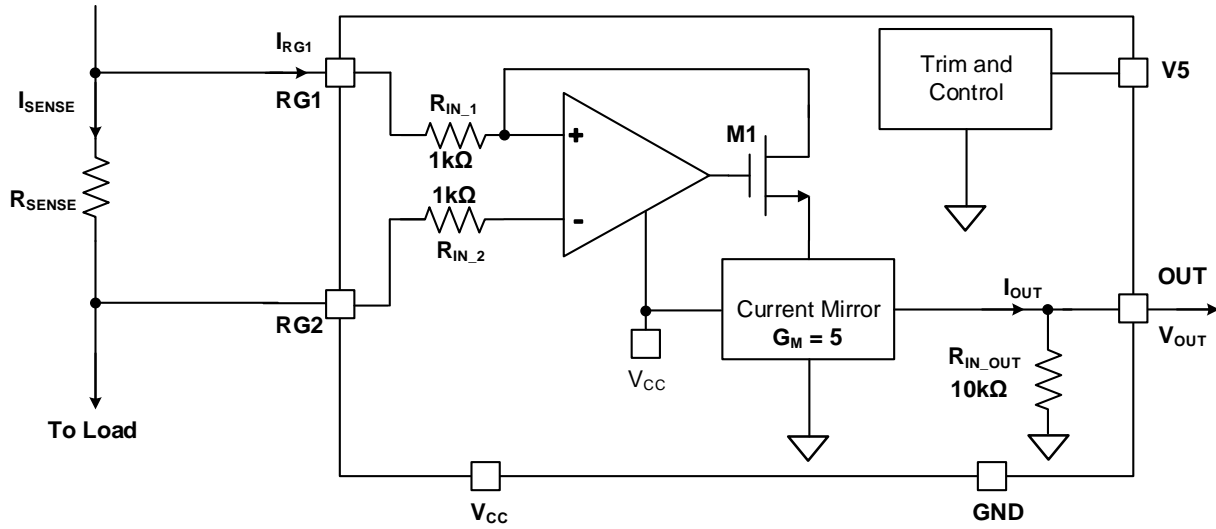 I_RG1
RG1
I_SENSE
R_SENSE
R_IN_1
1kΩ
+
M1
Trim and
Control
V5
1kΩ
R_IN_2
-
RG2
Current Mirror
G_M = 5
V_CC
I_OUT
OUT
V_OUT
R_IN_OUT
10kΩ
To Load
V_CC
GND